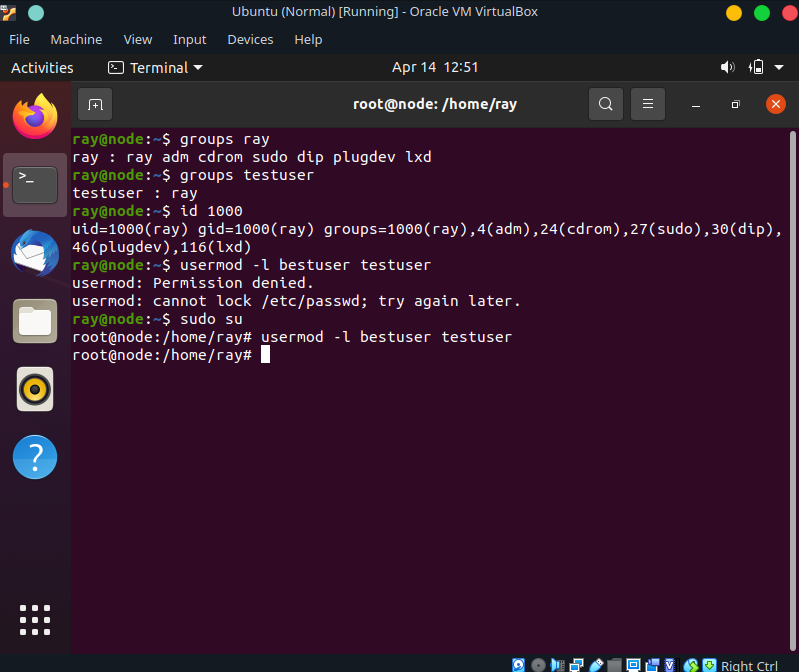 Ubuntu (Normal) [Running] - Oracle VM VirtualBox
File Machine View Input Devices Help
Activities Terminal Apr 14 12:51
root@node: /home/ray
ray@node:~$ groups ray
ray : ray adm cdrom sudo dip plugdev lxd
ray@node:~$ groups testuser
testuser : ray
ray@node:~$ id 1000
uid=1000(ray) gid=1000(ray) groups=1000(ray),4(adm),24(cdrom),27(sudo),30(dip),
46(plugdev),116(lxd)
ray@node:~$ usermod -l bestuser testuser
usermod: Permission denied.
usermod: cannot lock /etc/passwd; try again later.
ray@node:~$ sudo su
root@node:/home/ray# usermod -l bestuser testuser
root@node:/home/ray#
Right Ctrl